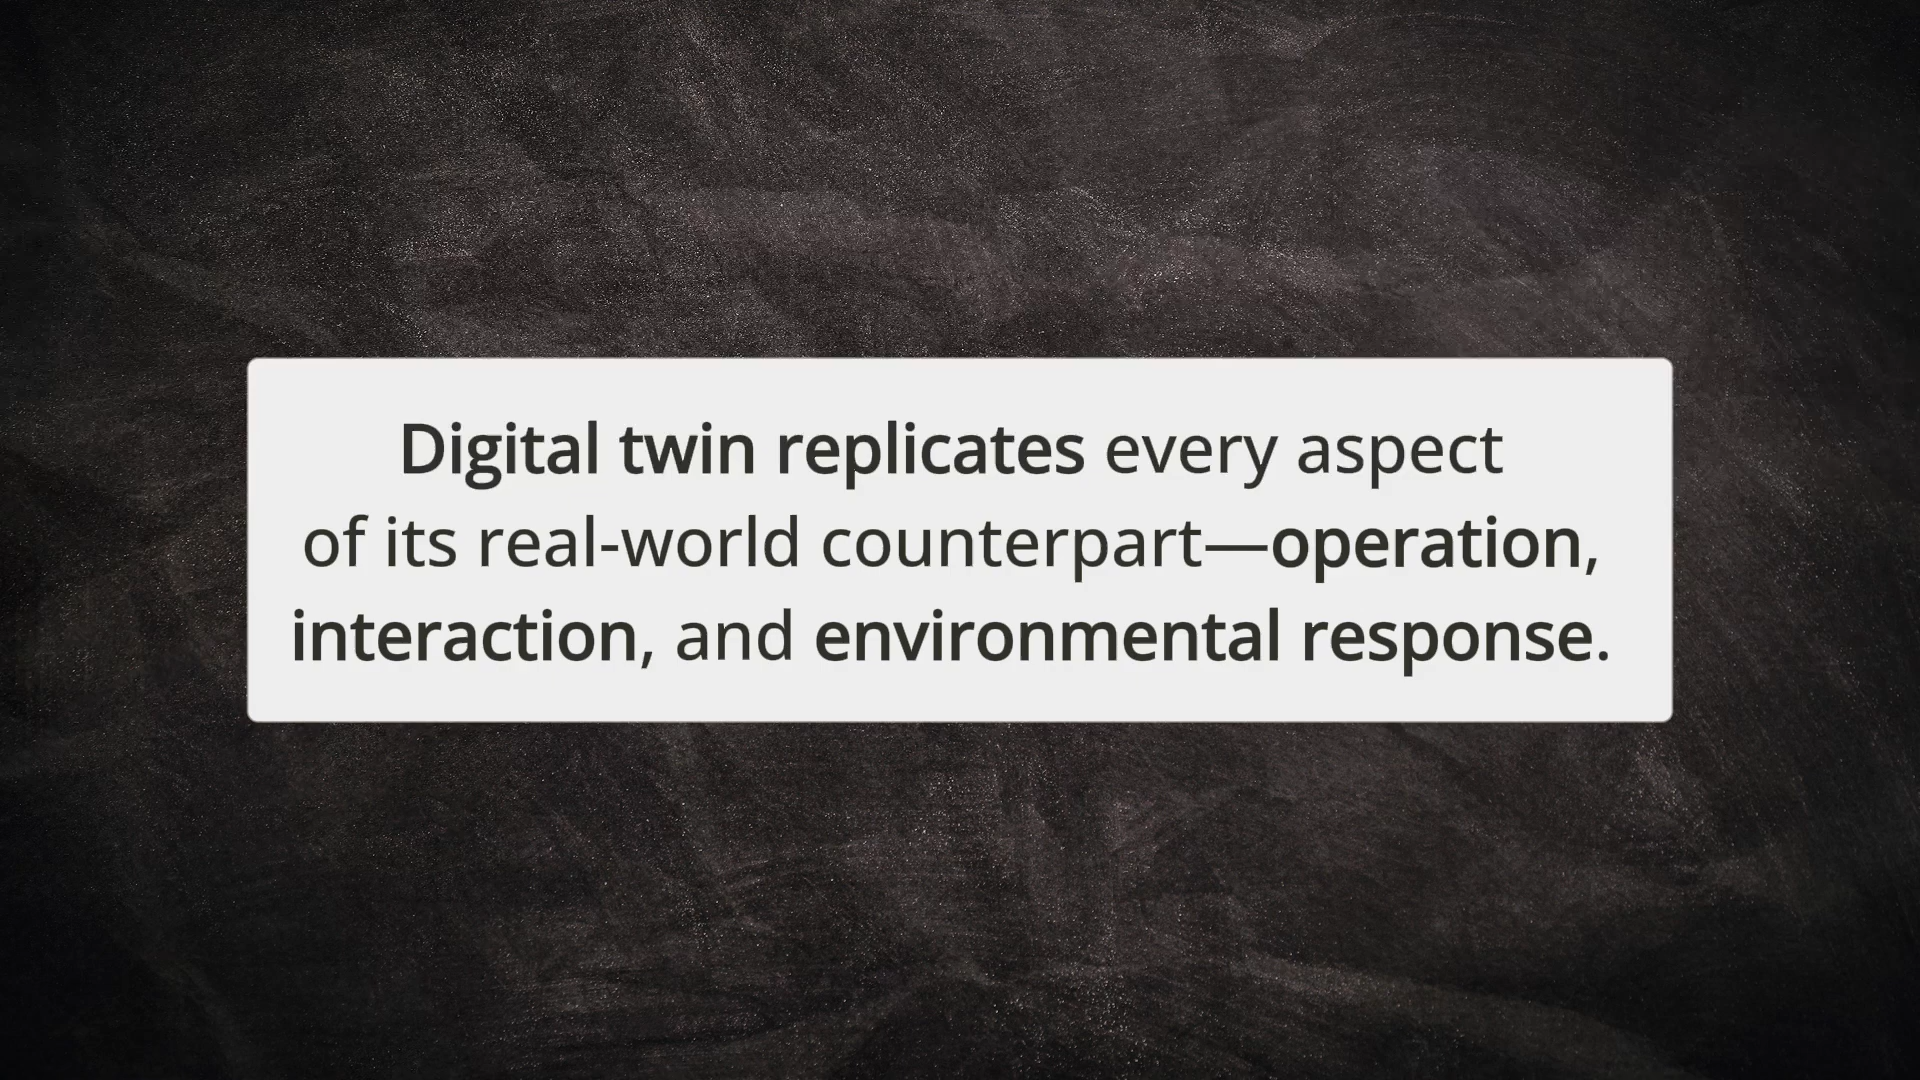 Digital twin replicates every aspect
of its real-world counterpart—operation,
interaction, and environmental response.